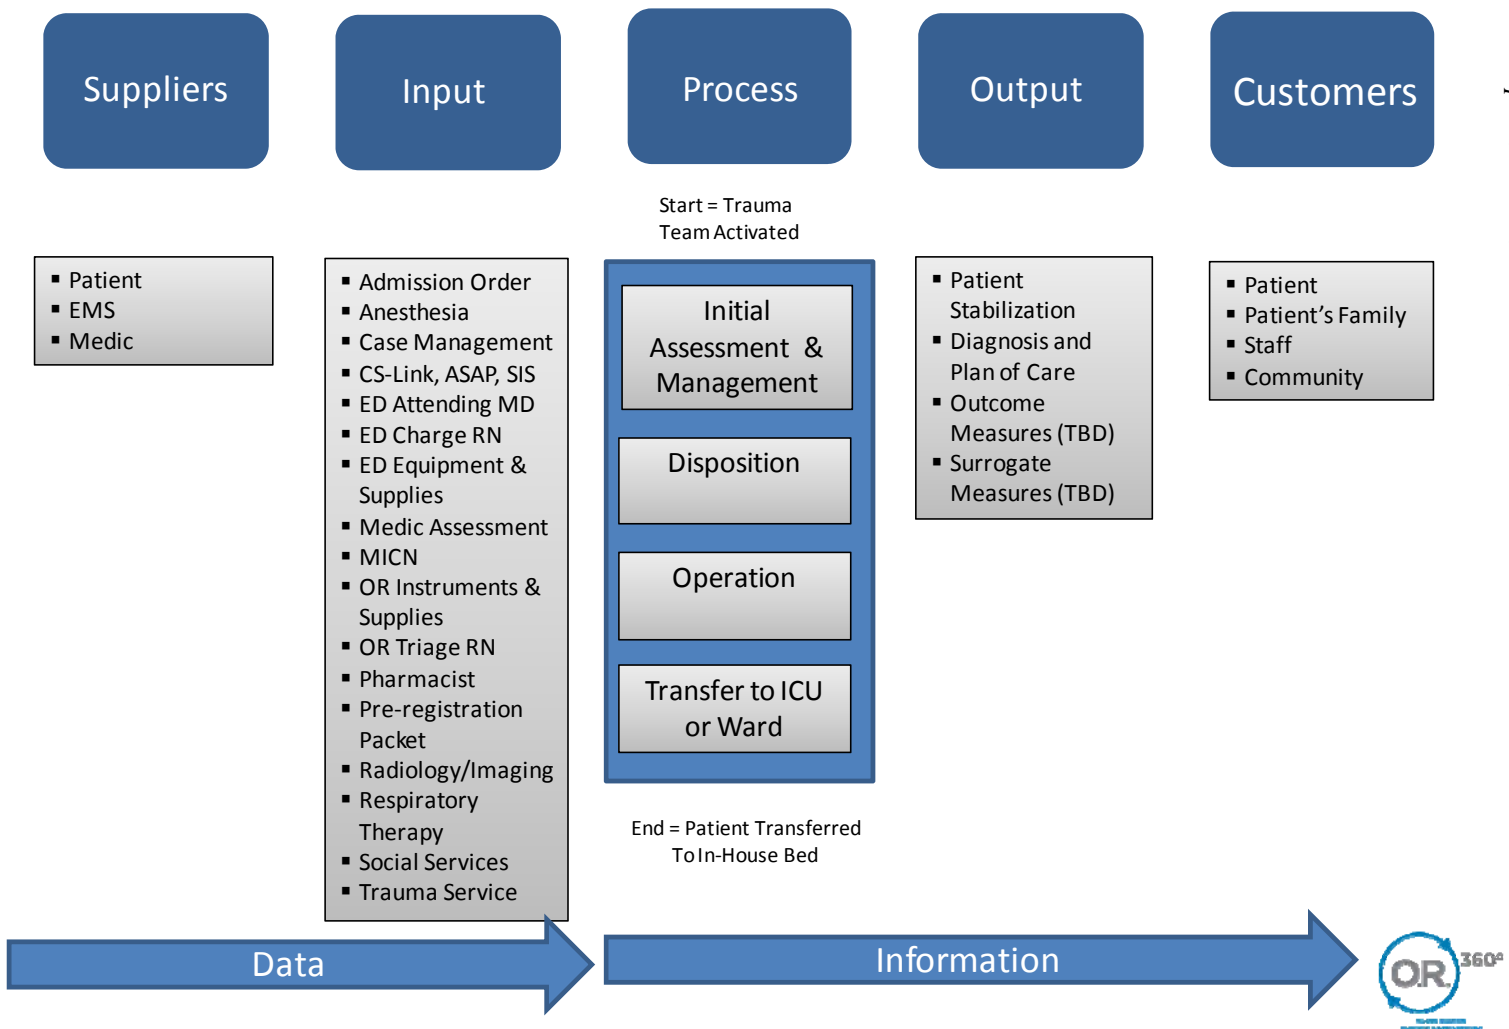 Suppliers
Input
Process
Output
Customers
Start = Trauma
Team Activated
▪ Patient
▪ EMS
▪ Medic
▪ Admission Order
▪ Anesthesia
▪ Case Management
▪ CS-Link, ASAP, SIS
▪ ED Attending MD
▪ ED Charge RN
▪ ED Equipment &
Supplies
▪ Medic Assessment
▪ MICN
▪ OR Instruments &
Supplies
▪ OR Triage RN
▪ Pharmacist
▪ Pre-registration
Packet
▪ Radiology/Imaging
▪ Respiratory
Therapy
▪ Social Services
▪ Trauma Service
Initial
Assessment &
Management
Disposition
Operation
Transfer to ICU
or Ward
End = Patient Transferred
To In-House Bed
▪ Patient
Stabilization
▪ Diagnosis and
Plan of Care
▪ Outcome
Measures (TBD)
▪ Surrogate
Measures (TBD)
▪ Patient
▪ Patient’s Family
▪ Staff
▪ Community
Data
Information
O.R. 360°